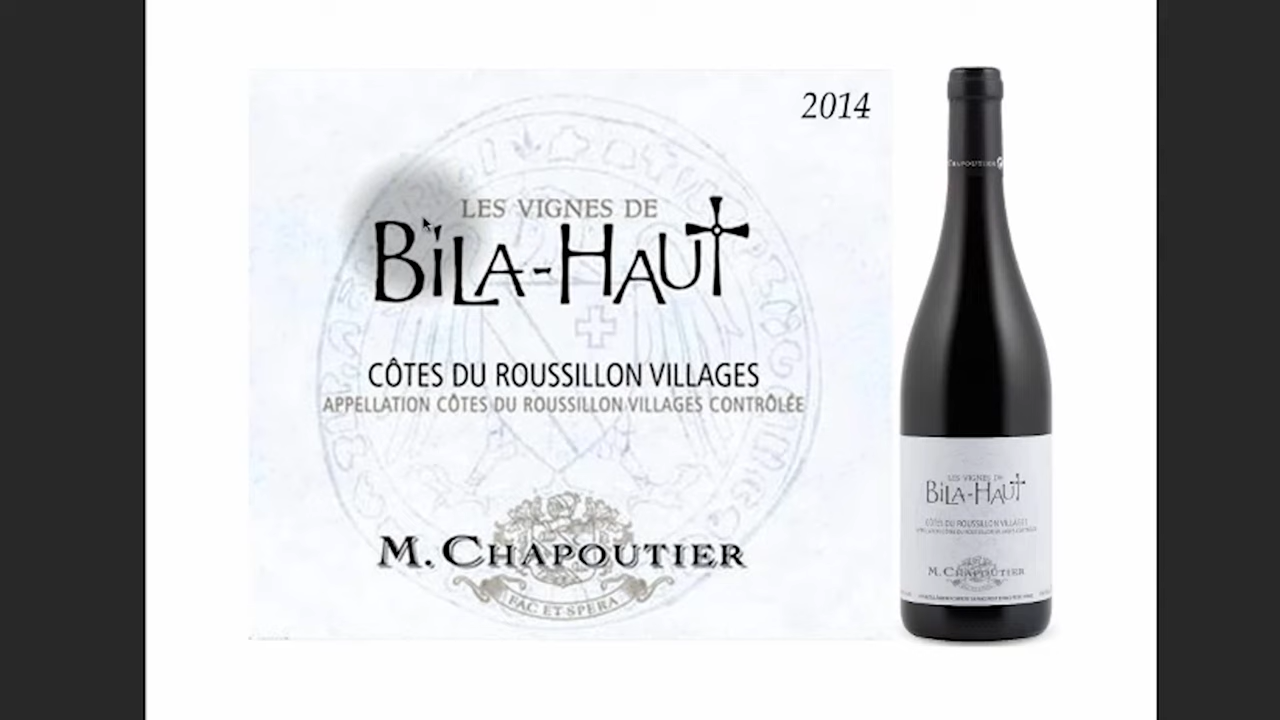 2014
LES VIGNES DE
BiLA-HAUT
CÔTES DU ROUSSILLON VILLAGES
APPELLATION CÔTES DU ROUSSILLON VILLAGES CONTRÔLÉE
M. CHAPOUTIER
FAC ET SPERA
CHAPOUTIER
LES VIGNES DE
BiLA-HAUT
CÔTES DU ROUSSILLON VILLAGES
M. CHAPOUTIER